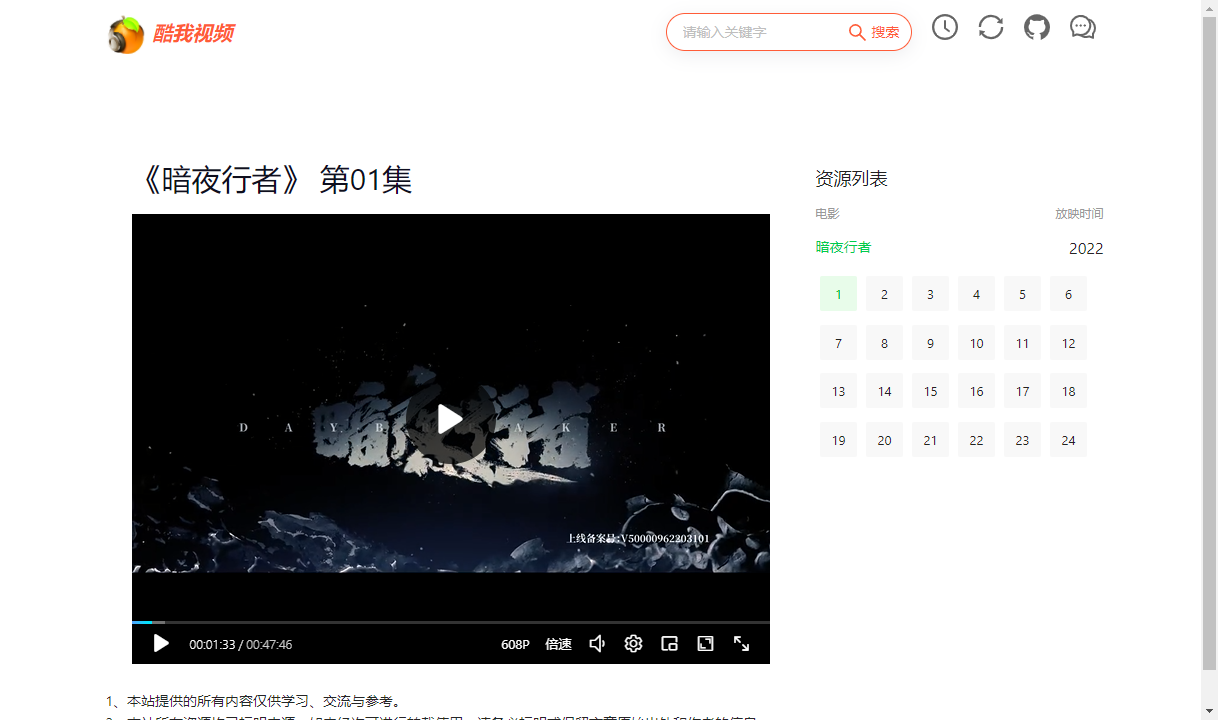 酷我视频
请输入关键字
搜索
《暗夜行者》 第01集
资源列表
电影 放映时间
暗夜行者 2022
1 2 3 4 5 6
7 8 9 10 11 12
13 14 15 16 17 18
19 20 21 22 23 24
暗夜行者
上线备案号:V50000962203101
00:01:33 / 00:47:46
608P 倍速
1、本站提供的所有内容仅供学习、交流与参考。